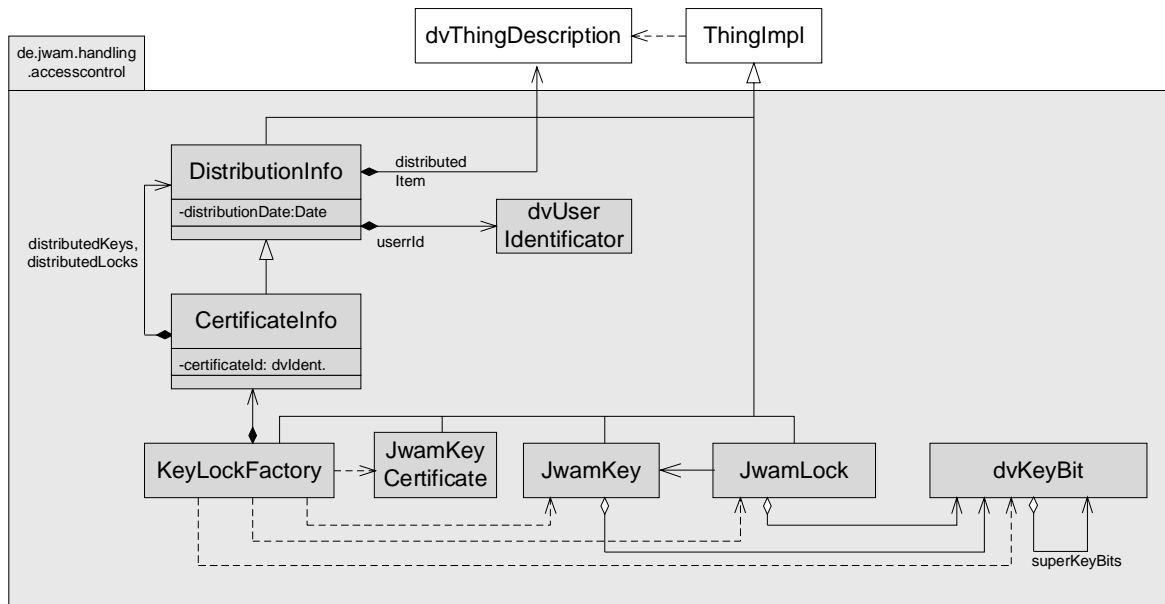 de.jwam.handling
.accesscontrol
dvThingDescription
ThingImpl
DistributionInfo
-distributionDate:Date
distributed
Item
userrId
dvUser
Identificator
distributedKeys,
distributedLocks
CertificateInfo
-certificateId: dvIdent.
KeyLockFactory
JwamKey
Certificate
JwamKey
JwamLock
dvKeyBit
superKeyBits